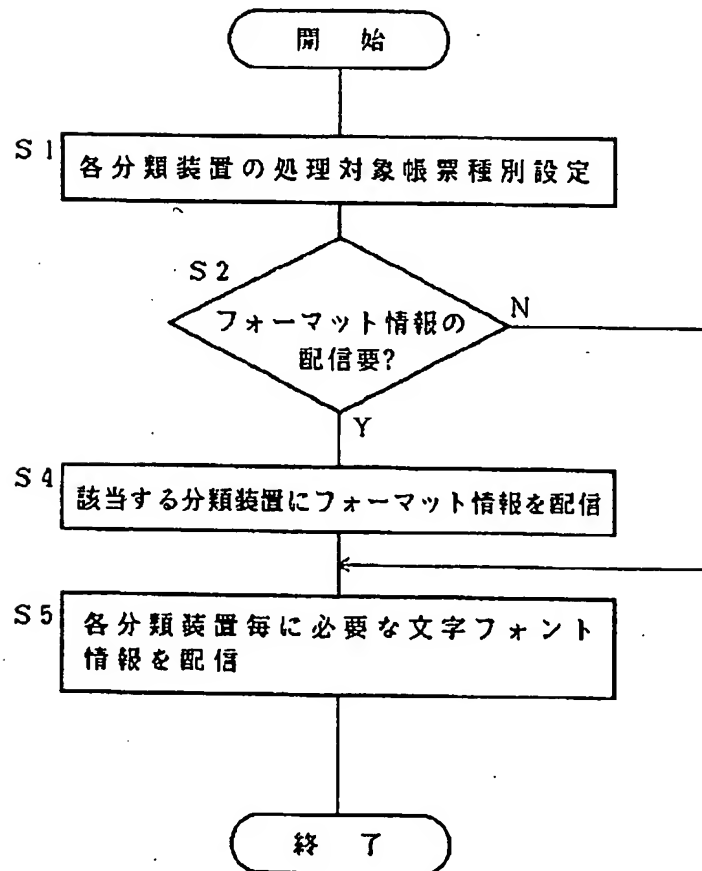 開始
S1
各分類装置の処理対象帳票種別設定
S2
フォーマット情報の
配信要?
N
Y
S4
該当する分類装置にフォーマット情報を配信
S5
各分類装置毎に必要な文字フォント
情報を配信
終了